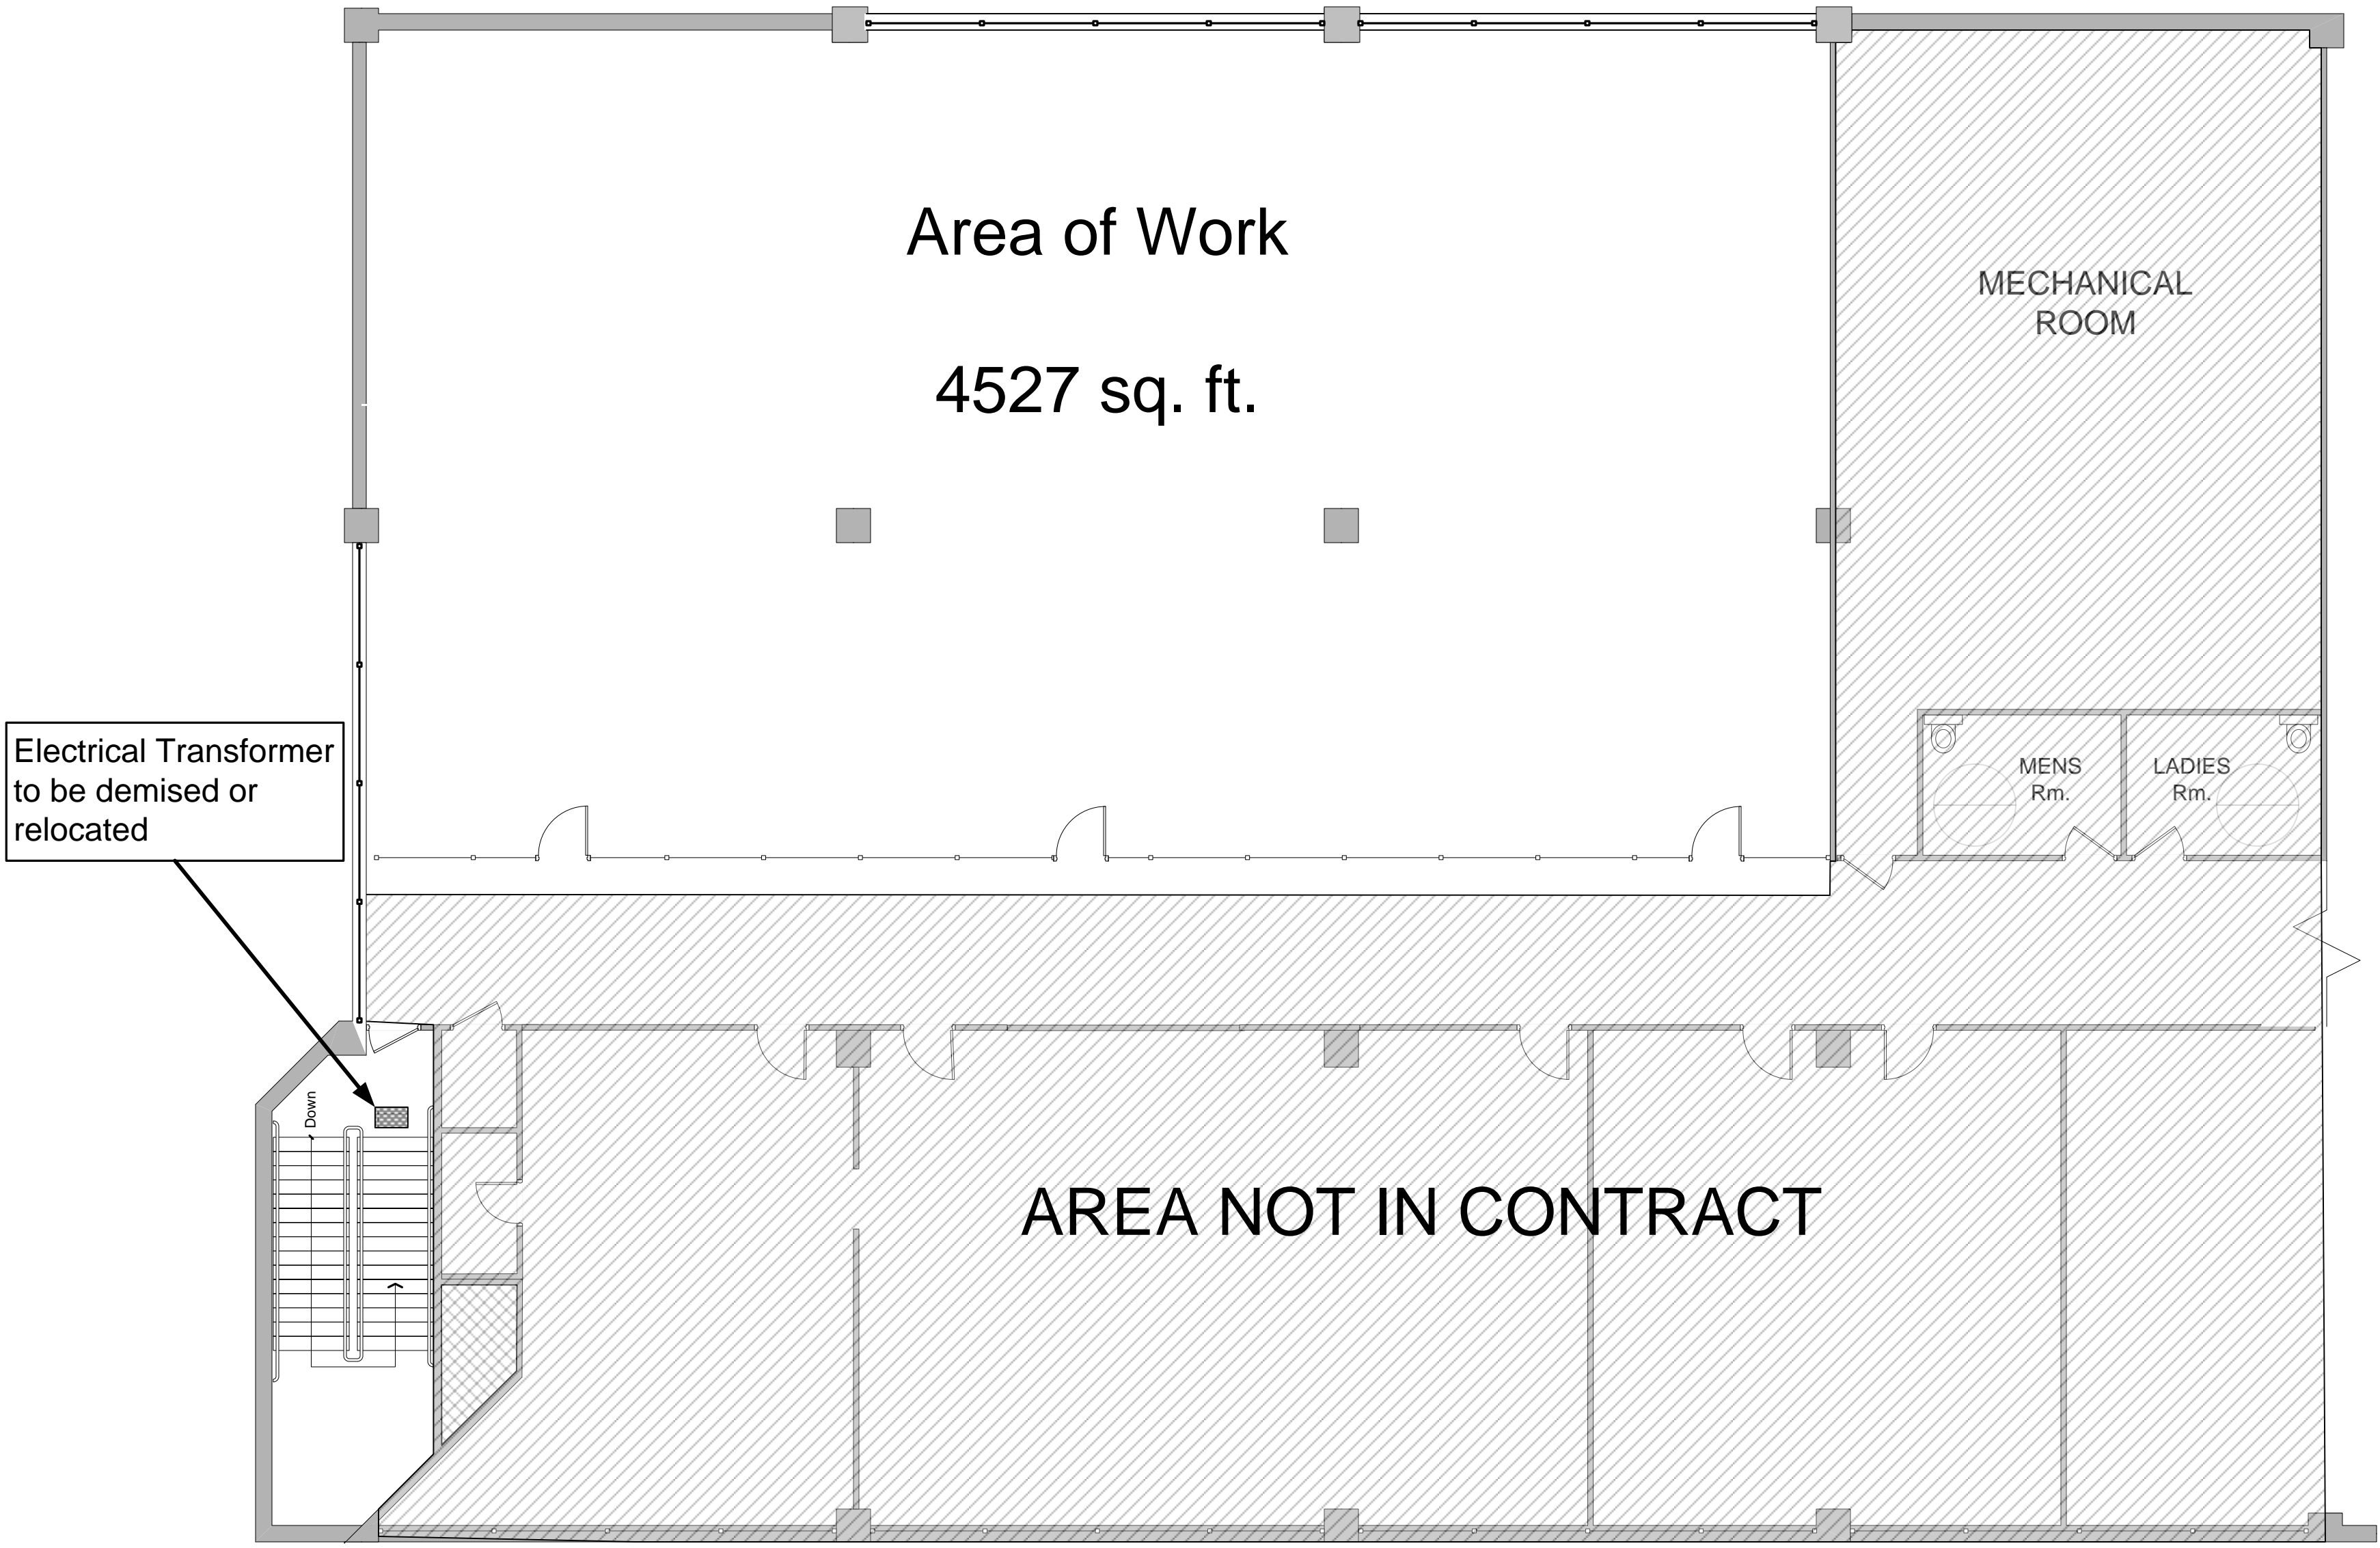 Area of Work
4527 sq. ft.
MECHANICAL
ROOM
Electrical Transformer
to be demised or
relocated
MENS
Rm.
LADIES
Rm.
Down
AREA NOT IN CONTRACT